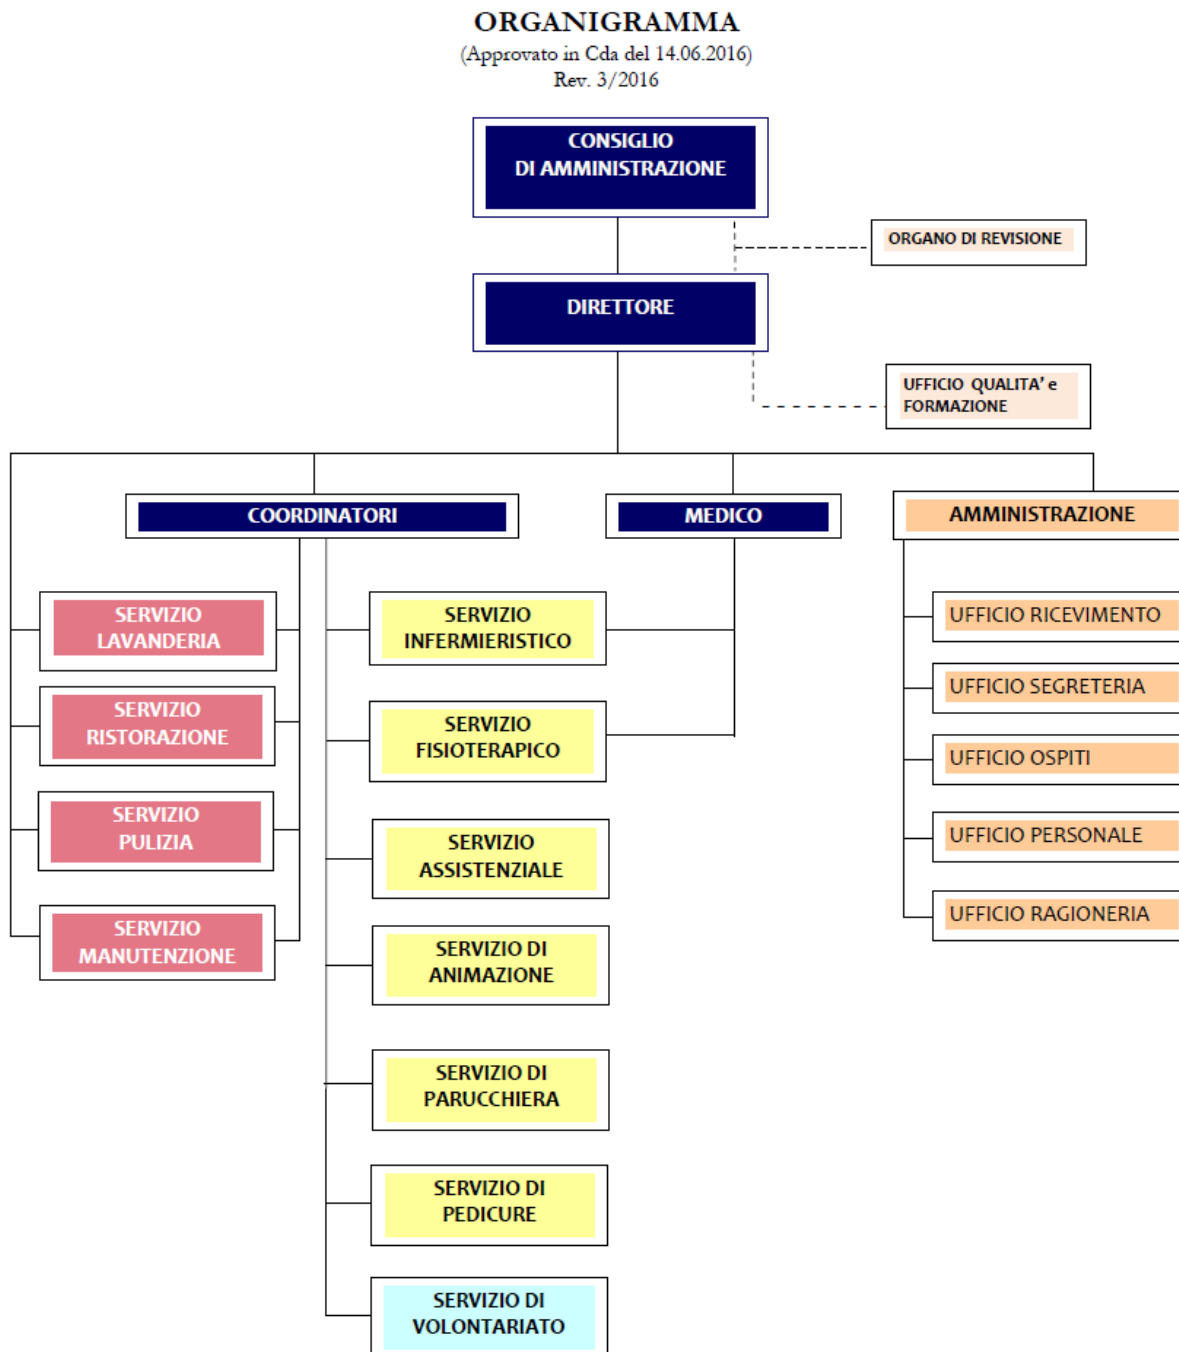 ORGANIGRAMMA
(Approvato in Cda del 14.06.2016)
Rev. 3/2016
CONSIGLIO
DI AMMINISTRAZIONE
ORGANO DI REVISIONE
DIRETTORE
UFFICIO QUALITA' e
FORMAZIONE
COORDINATORI
MEDICO
AMMINISTRAZIONE
SERVIZIO
LAVANDERIA
SERVIZIO
RISTORAZIONE
SERVIZIO
PULIZIA
SERVIZIO
MANUTENZIONE
SERVIZIO
INFERMIERISTICO
SERVIZIO
FISIOTERAPICO
SERVIZIO
ASSISTENZIALE
SERVIZIO DI
ANIMAZIONE
SERVIZIO DI
PARUCCHIERA
SERVIZIO DI
PEDICURE
SERVIZIO DI
VOLONTARIATO
UFFICIO RICEVIMENTO
UFFICIO SEGRETERIA
UFFICIO OSPITI
UFFICIO PERSONALE
UFFICIO RAGIONERIA